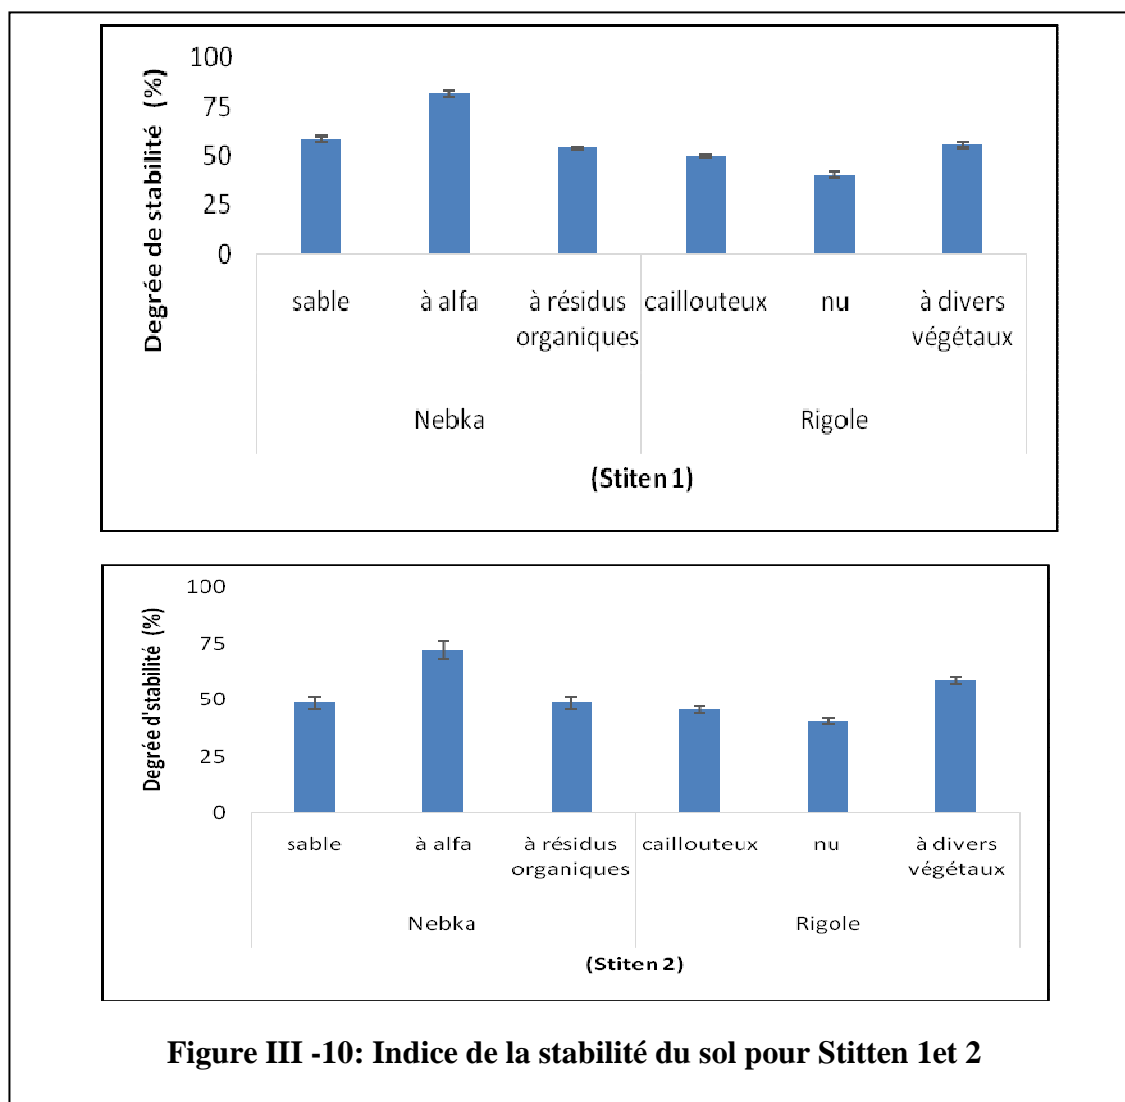 Degrée de stabilité (%)
100
75
50
25
0
sable
à alfa
à résidus
organiques
caillouteux
nu
à divers
végétaux
Nebka
Rigole
(Stiten 1)
Degrée d'stabilité (%)
100
75
50
25
0
sable
à alfa
à résidus
organiques
caillouteux
nu
à divers
végétaux
Nebka
Rigole
(Stiten 2)
Figure III -10: Indice de la stabilité du sol pour Stitten 1et 2